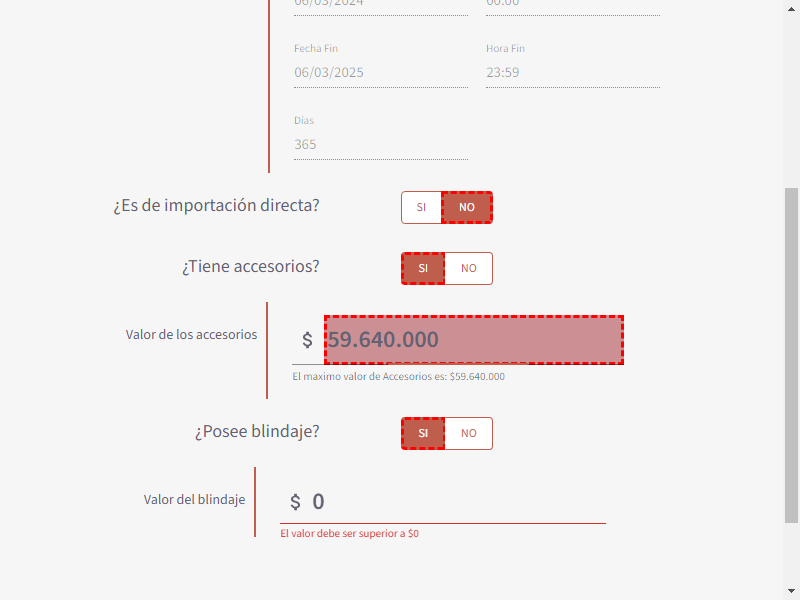 06/03/2024 00:00
Fecha Fin Hora Fin
06/03/2025 23:59
Días
365
¿Es de importación directa? SI NO
¿Tiene accesorios? SI NO
Valor de los accesorios $ 59.640.000
El maximo valor de Accesorios es: $59.640.000
¿Posee blindaje? SI NO
Valor del blindaje $ 0
El valor debe ser superior a $0